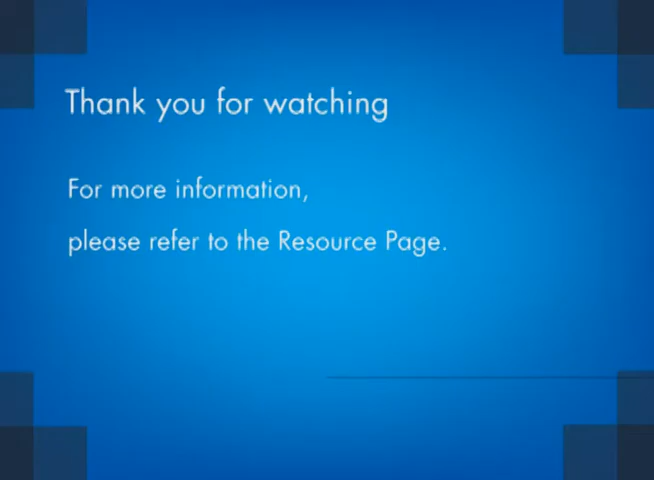 Thank you for watching
For more information,
please refer to the Resource Page.